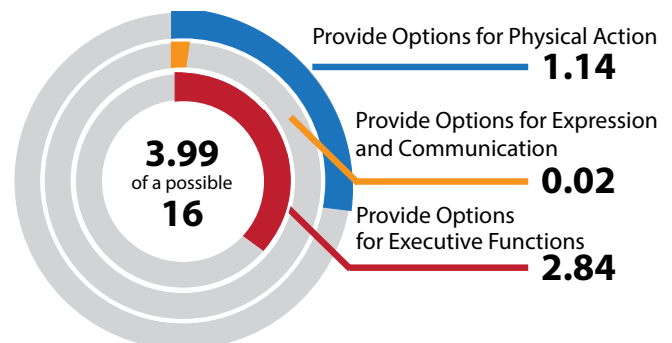 Provide Options for Physical Action
1.14
Provide Options for Expression
and Communication
0.02
3.99
of a possible
16
Provide Options
for Executive Functions
2.84